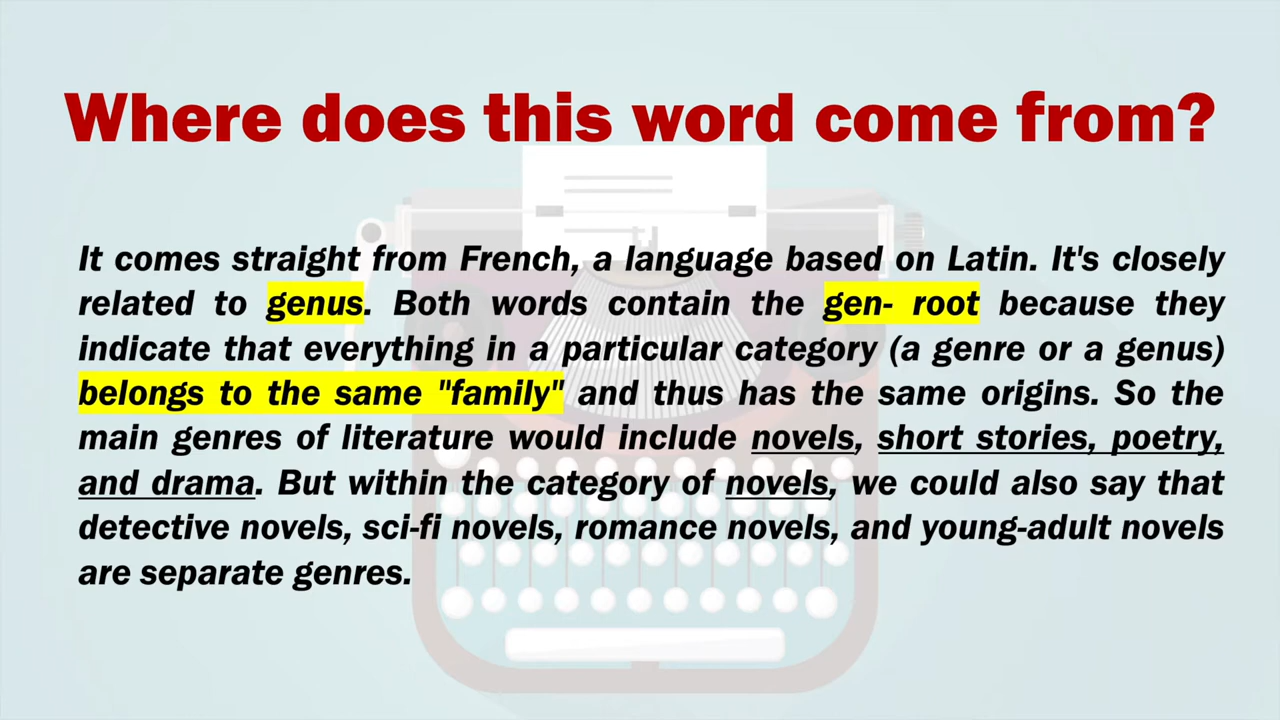 Where does this word come from?
It comes straight from French, a language based on Latin. It's closely
related to genus. Both words contain the gen- root because they
indicate that everything in a particular category (a genre or a genus)
belongs to the same "family" and thus has the same origins. So the
main genres of literature would include novels, short stories, poetry,
and drama. But within the category of novels, we could also say that
detective novels, sci-fi novels, romance novels, and young-adult novels
are separate genres.